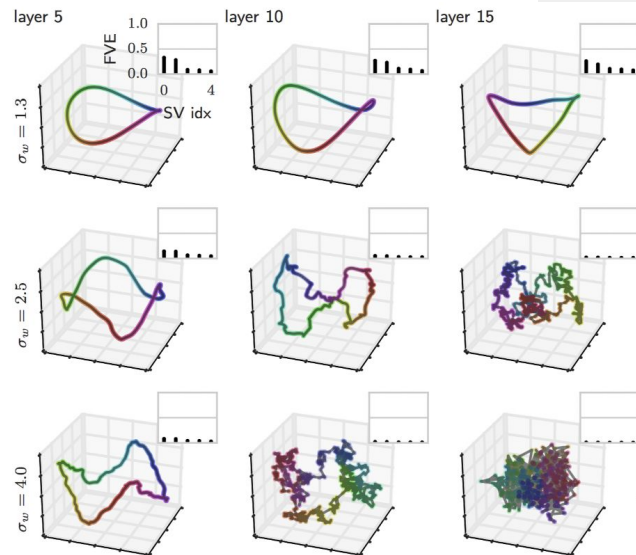 layer 5
layer 10
layer 15
FVE
1.0
0.5
0.0
0
4
SV idx
σw = 1.3
σw = 2.5
σw = 4.0